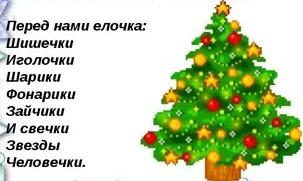 Перед нами елочка:
Шишечки
Иголочки
Шарики
Фонарики
Зайчики
И свечки
Звезды
Человечки.